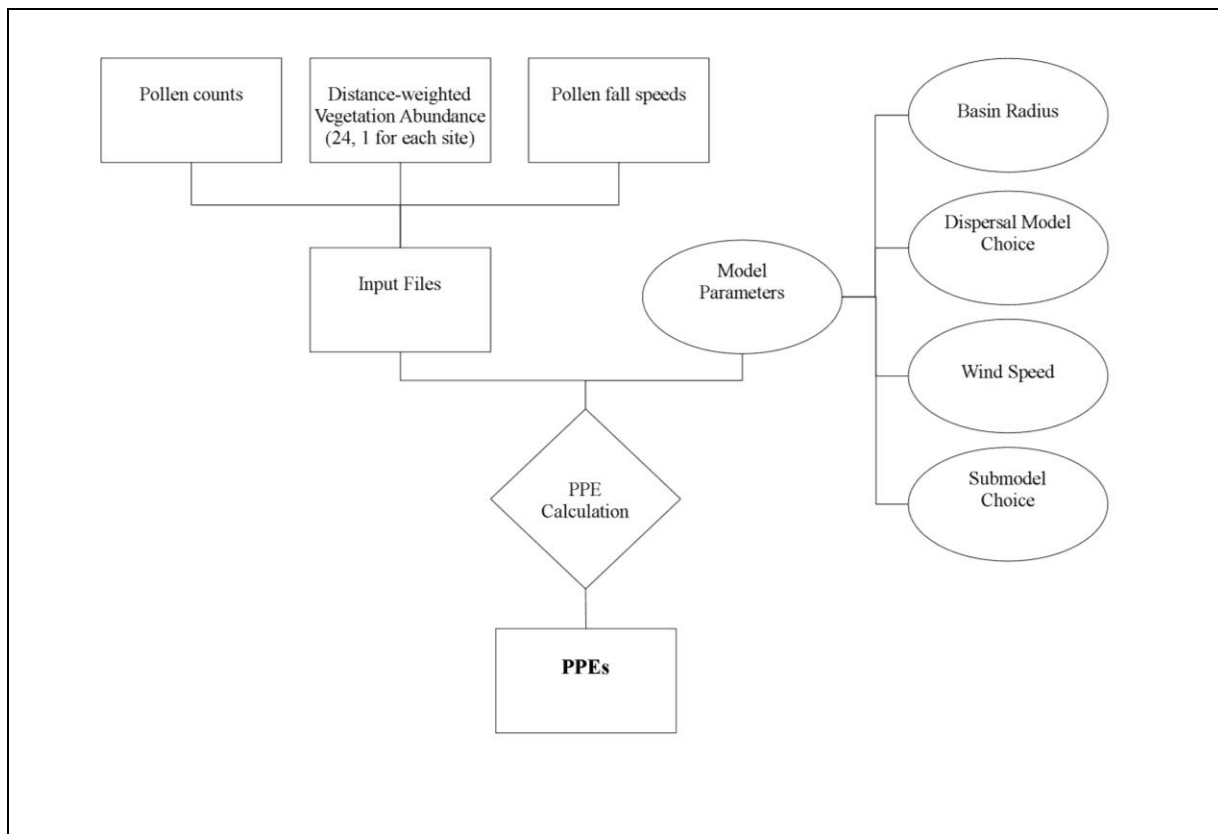 Pollen counts
Distance-weighted
Vegetation Abundance
(24, 1 for each site)
Pollen fall speeds
Basin Radius
Dispersal Model
Choice
Input Files
Model
Parameters
Wind Speed
Submodel
Choice
PPE
Calculation
PPEs